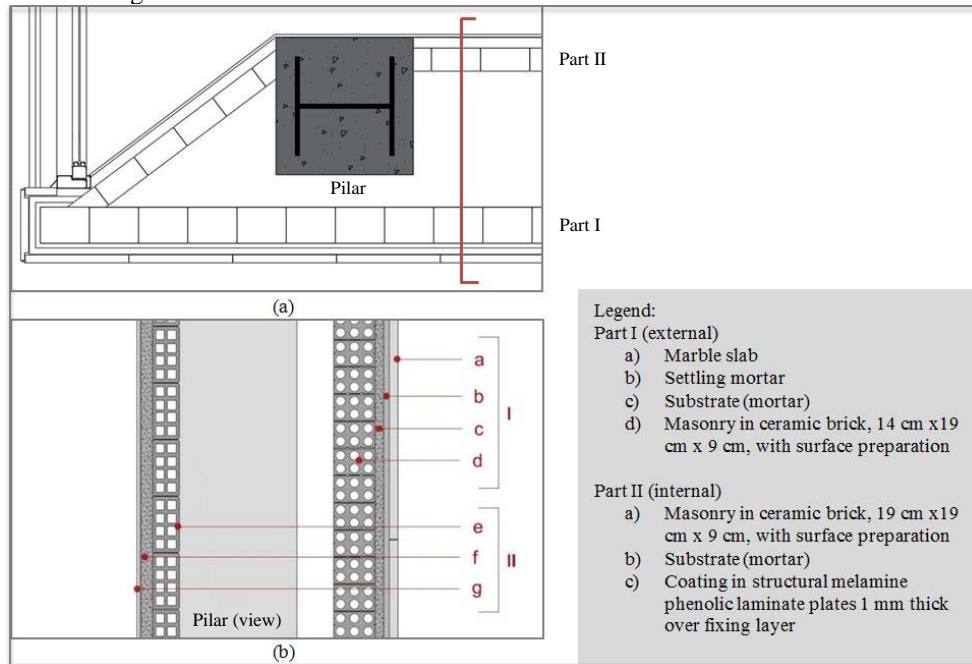 Part II
Pilar
Part I
(a)
a
b
I
c
d
e
f
II
g
Pilar (view)
(b)
Legend:
Part I (external)
a) Marble slab
b) Settling mortar
c) Substrate (mortar)
d) Masonry in ceramic brick, 14 cm x19
cm x 9 cm, with surface preparation
Part II (internal)
a) Masonry in ceramic brick, 19 cm x19
cm x 9 cm, with surface preparation
b) Substrate (mortar)
c) Coating in structural melamine
phenolic laminate plates 1 mm thick
over fixing layer